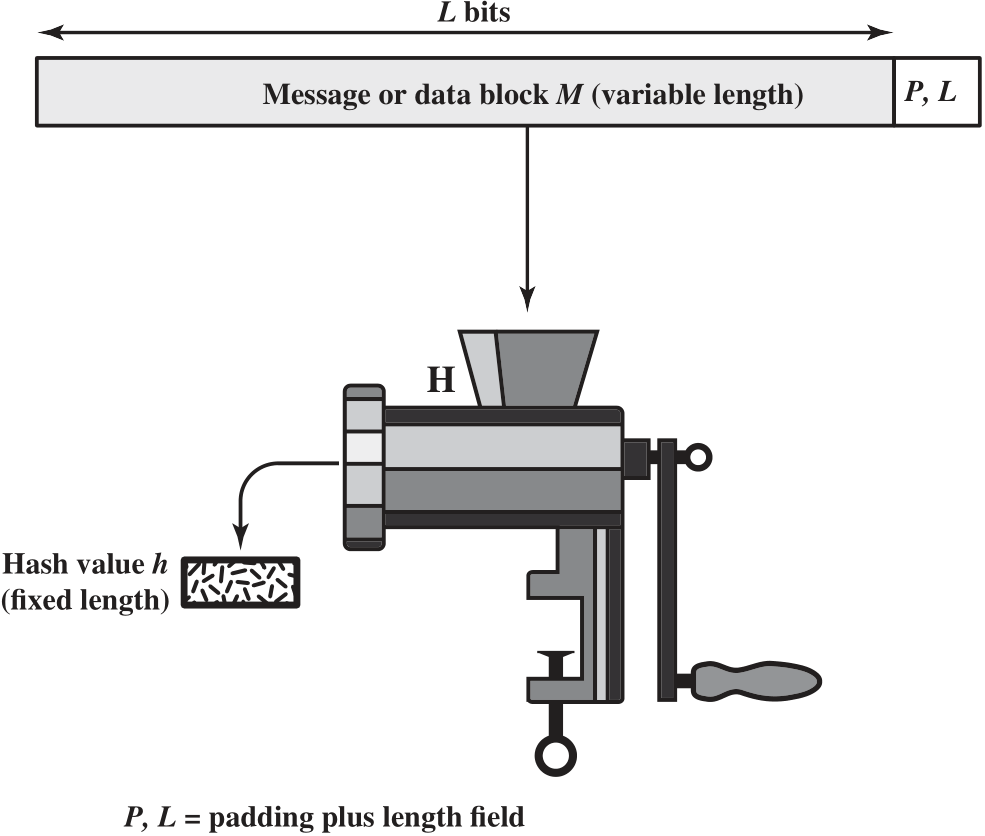 L bits
Message or data block M (variable length)
P, L
H
Hash value h
(fixed length)
P, L = padding plus length field